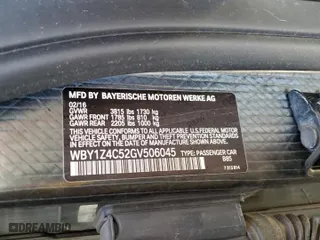 MFD BY BAYERISCHE MOTOREN WERKE AG
02/16
GVWR 3815 lbs 1730 kg
GAWR FRONT 1785 lbs 810 kg
GAWR REAR 2205 lbs 1000 kg
THIS VEHICLE CONFORMS TO ALL APPLICABLE FEDERAL MOTOR
VEHICLE SAFETY, BUMPER AND THEFT PREVENTION STANDARDS
IN EFFECT ON THE DATE OF MANUFACTURE SHOWN ABOVE.
WBY1Z4C52GV506045 TYPE: PASSENGER CAR
DREAMBID